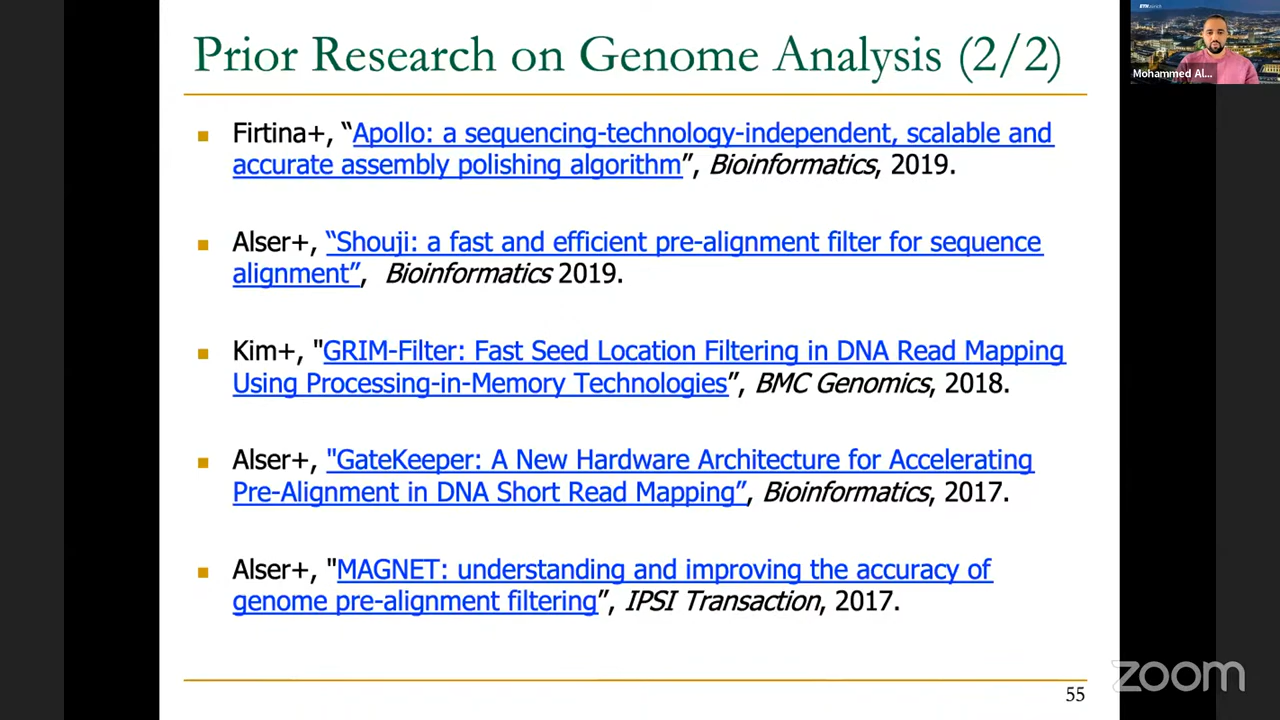 Prior Research on Genome Analysis (2/2)
Firtina+, “Apollo: a sequencing-technology-independent, scalable and
accurate assembly polishing algorithm”, Bioinformatics, 2019.
Alser+, “Shouji: a fast and efficient pre-alignment filter for sequence
alignment”, Bioinformatics 2019.
Kim+, "GRIM-Filter: Fast Seed Location Filtering in DNA Read Mapping
Using Processing-in-Memory Technologies”, BMC Genomics, 2018.
Alser+, "GateKeeper: A New Hardware Architecture for Accelerating
Pre-Alignment in DNA Short Read Mapping”, Bioinformatics, 2017.
Alser+, "MAGNET: understanding and improving the accuracy of
genome pre-alignment filtering”, IPSI Transaction, 2017.
55
ETH zürich
Mohammed Al...
zoom